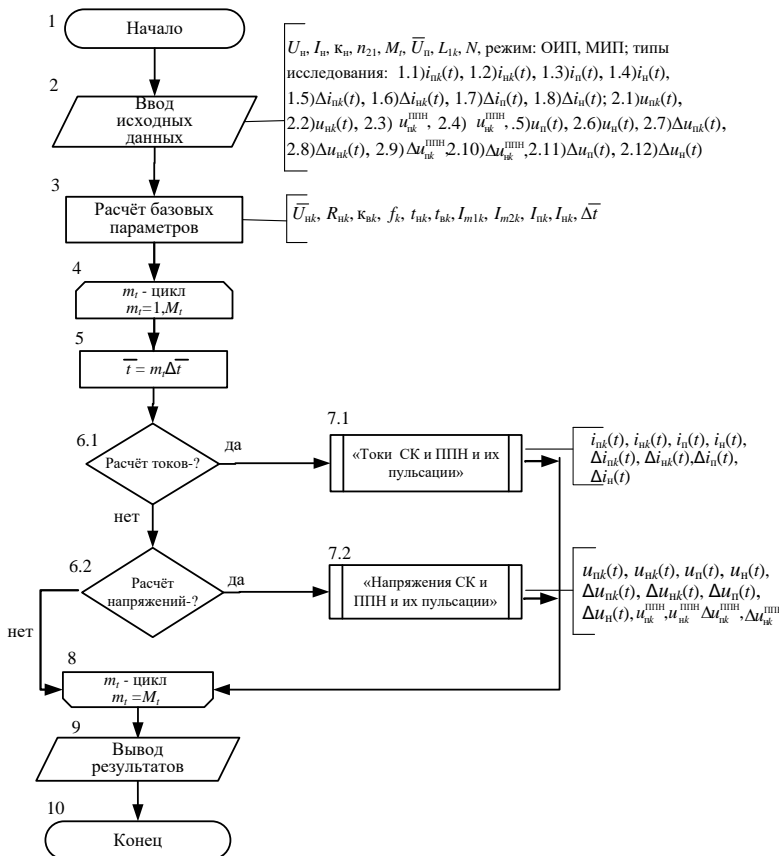 1
Начало
U_н, I_н, к_н, n_21, M_t, U̅_п, L_1k, N, режим: ОИП, МИП; типы
исследования: 1.1)i_пk(t), 1.2)i_нk(t), 1.3)i_п(t), 1.4)i_н(t),
1.5)Δi_пk(t), 1.6)Δi_нk(t), 1.7)Δi_п(t), 1.8)Δi_н(t); 2.1)u_пk(t),
2.2)u_нk(t), 2.3) u_пk^ППН, 2.4) u_нk^ППН, .5)u_п(t), 2.6)u_н(t), 2.7)Δu_пk(t),
2.8)Δu_нk(t), 2.9)Δu_пk^ППН,2.10)Δu_нk^ППН,2.11)Δu_п(t), 2.12)Δu_н(t)
2
Ввод
исходных
данных
3
Расчёт базовых
параметров
U̅_нk, R_нk, к_вk, f_k, t_нk, t_вk, I_m1k, I_m2k, I_пk, I_нk, Δt̅
4
m_t - цикл
m_t=1,M_t
5
t̅ = m_tΔt̅
6.1
Расчёт токов-?
да
нет
7.1
«Токи СК и ППН и их
пульсации»
i_пk(t), i_нk(t), i_п(t), i_н(t),
Δi_пk(t), Δi_нk(t),Δi_п(t),
Δi_н(t)
6.2
Расчёт
напряжений-?
да
нет
7.2
«Напряжения СК и
ППН и их пульсации»
u_пk(t), u_нk(t), u_п(t), u_н(t),
Δu_пk(t), Δu_нk(t), Δu_п(t),
Δu_н(t), u_пk^ППН, u_нk^ППН Δu_пk^ППН, Δu_нk^ППН
8
m_t - цикл
m_t =M_t
9
Вывод
результатов
10
Конец